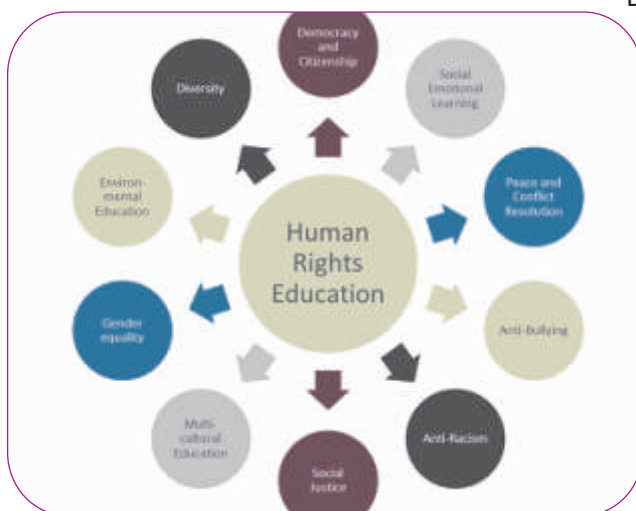 Democracy
and
Citizenship
Social
Emotional
Learning
Peace and
Conflict
Resolution
Anti-Bullying
Anti-Racism
Social
Justice
Multi-
cultural
Education
Gender
equality
Environ-
mental
Education
Diversity
Human
Rights
Education